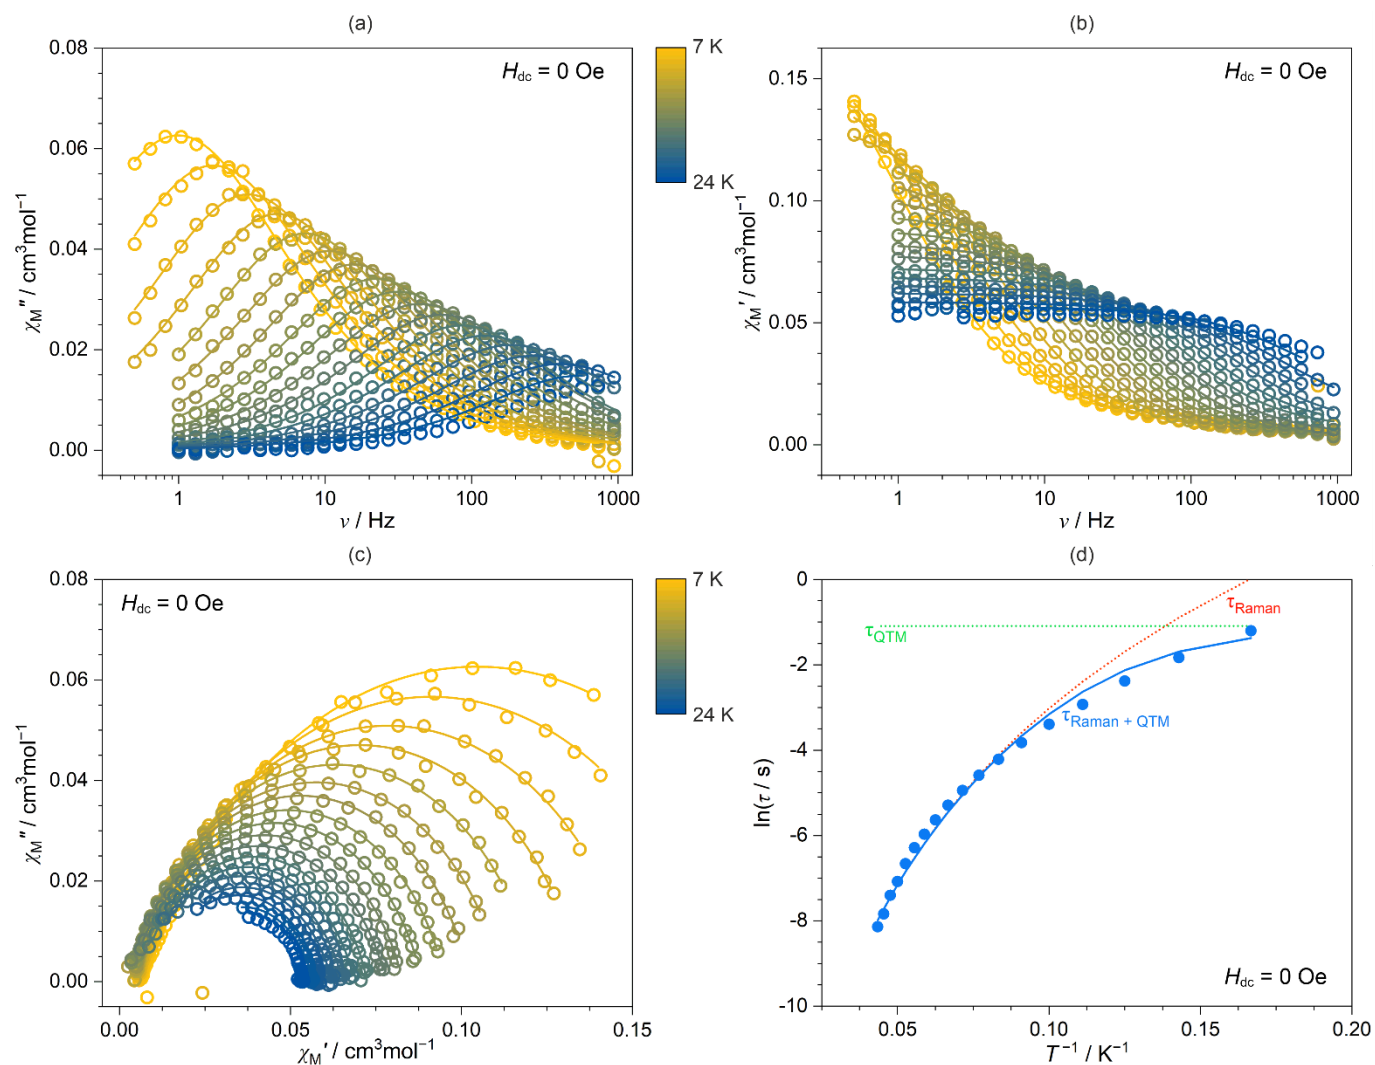 (a)
0.08
0.06
0.04
0.02
0.00
χM″ / cm³mol⁻¹
Hdc = 0 Oe
1
10
100
1000
ν / Hz
7 K
24 K
(b)
0.15
0.10
0.05
0.00
χM′ / cm³mol⁻¹
Hdc = 0 Oe
1
10
100
1000
ν / Hz
(c)
0.08
0.06
0.04
0.02
0.00
χM″ / cm³mol⁻¹
Hdc = 0 Oe
0.00
0.05
0.10
0.15
χM′ / cm³mol⁻¹
7 K
24 K
(d)
0
-2
-4
-6
-8
-10
ln(τ / s)
τRaman
τQTM
τRaman + QTM
Hdc = 0 Oe
0.05
0.10
0.15
0.20
T⁻¹ / K⁻¹